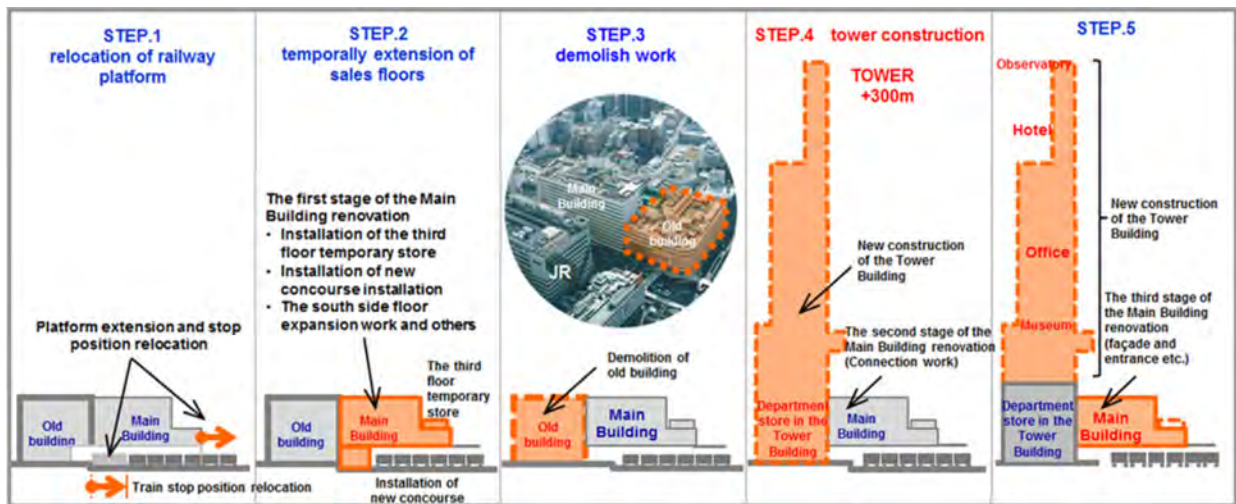 STEP.1
relocation of railway
platform
Platform extension and stop
position relocation
Old
building
Main
Building
Train stop position relocation
STEP.2
temporally extension of
sales floors
The first stage of the Main
Building renovation
• Installation of the third
floor temporary store
• Installation of new
concourse installation
• The south side floor
expansion work and others
The third
floor
temporary
store
Old
building
Main
Building
Installation of
new concourse
STEP.3
demolish work
Main
Building
Old
building
JR
Demolition of
old building
Old
building
Main
Building
STEP.4 tower construction
TOWER
+300m
New construction
of the Tower
Building
The second stage of the
Main Building renovation
(Connection work)
Department
store in the
Tower
Building
Main
Building
STEP.5
Observatory
Hotel
Office
Museum
New construction
of the Tower
Building
The third stage of
the Main Building
renovation
(façade and
entrance etc.)
Department
store in the
Tower
Building
Main
Building